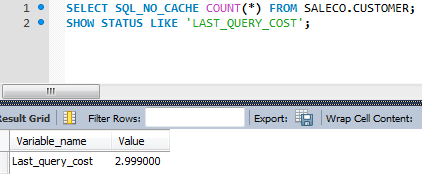 1 SELECT SQL_NO_CACHE COUNT(*) FROM SALECO.CUSTOMER;
2 SHOW STATUS LIKE 'LAST_QUERY_COST';
Result Grid Filter Rows: Export: Wrap Cell Content:
Variable_name Value
Last_query_cost 2.999000